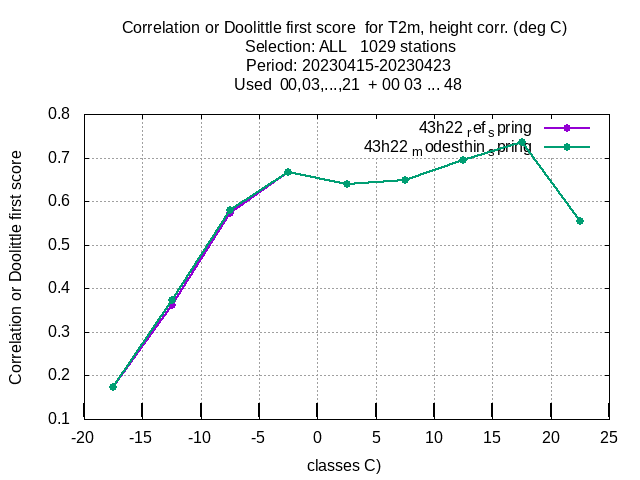 Correlation or Doolittle first score  for T2m, height corr. (deg C)
Selection: ALL   1029 stations
Period: 20230415-20230423
Used  00,03,...,21  + 00 03 ... 48
Correlation or Doolittle first score
0.8
0.7
0.6
0.5
0.4
0.3
0.2
0.1
43h22 ref spring
43h22 modesthin spring
-20 -15 -10 -5 0 5 10 15 20 25
classes C)